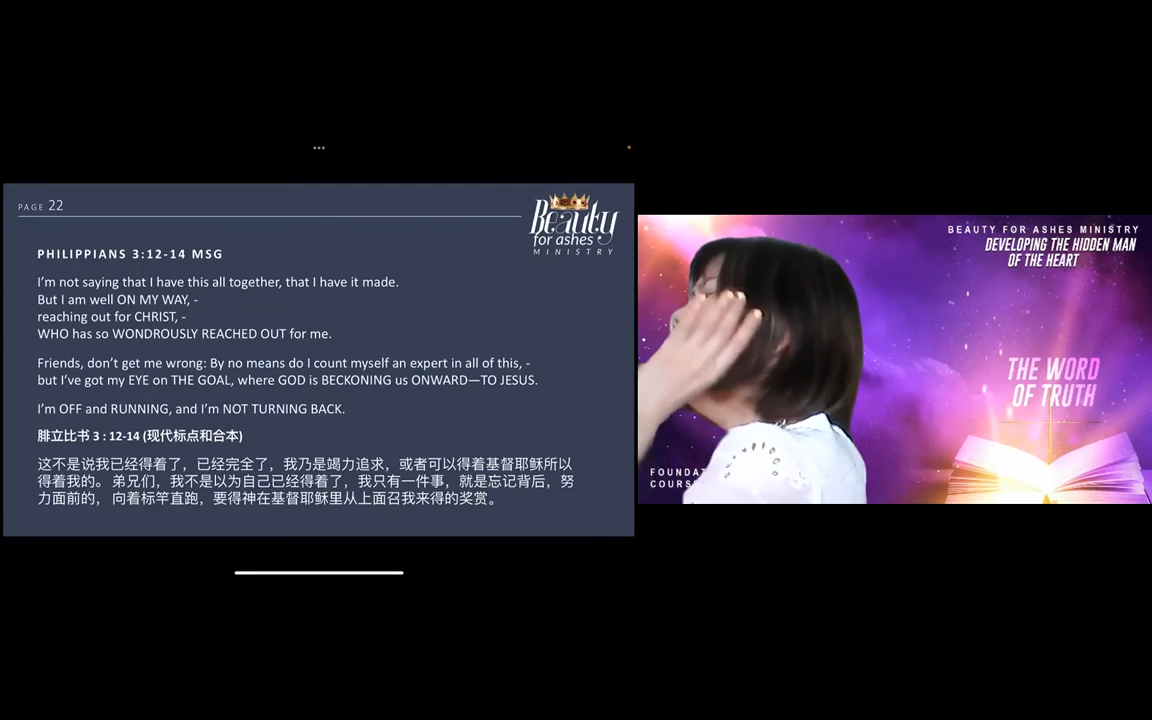 PAGE 22
Beauty
for ashes
MINISTRY
PHILIPPIANS 3:12-14 MSG
I'm not saying that I have this all together, that I have it made.
But I am well ON MY WAY, -
reaching out for CHRIST, -
WHO has so WONDROUSLY REACHED OUT for me.
Friends, don't get me wrong: By no means do I count myself an expert in all of this, -
but I've got my EYE on THE GOAL, where GOD is BECKONING us ONWARD—TO JESUS.
I'm OFF and RUNNING, and I'm NOT TURNING BACK.
腓立比书 3 : 12-14 (现代标点和合本)
这不是说我已经得着了，已经完全了，我乃是竭力追求，或者可以得着基督耶稣所以
得着我的。弟兄们，我不是以为自己已经得着了，我只有一件事，就是忘记背后，努
力面前的， 向着标竿直跑，要得神在基督耶稣里从上面召我来得的奖赏。
BEAUTY FOR ASHES MINISTRY
DEVELOPING THE HIDDEN MAN
OF THE HEART
THE WORD
OF TRUTH